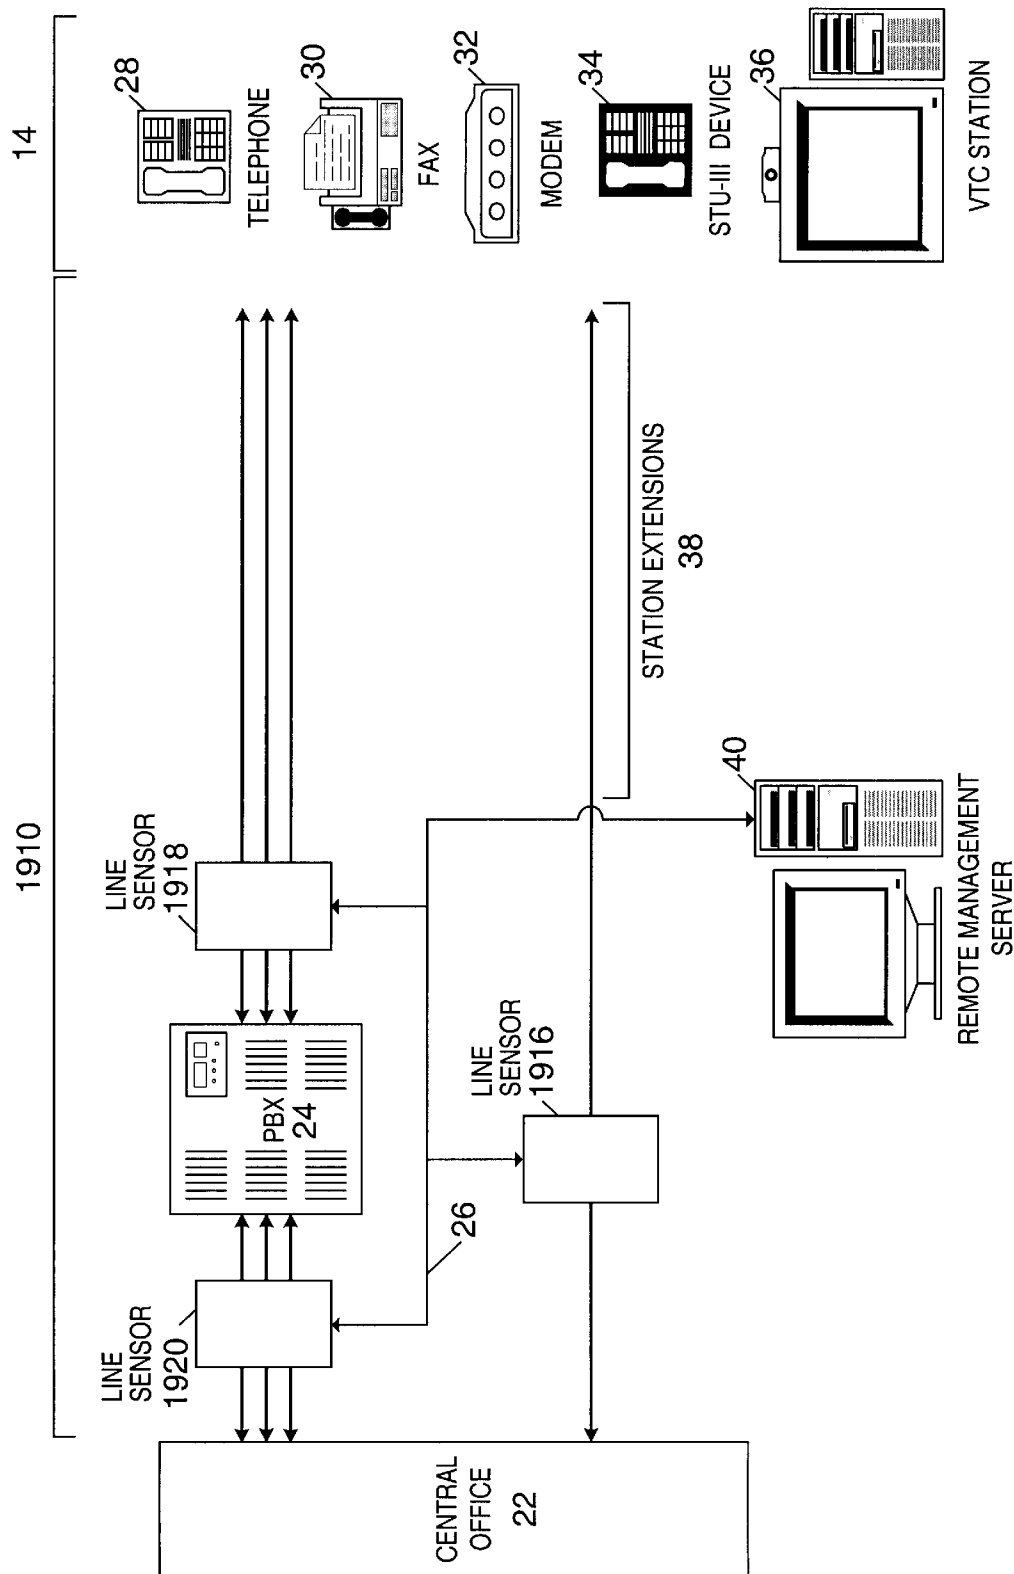 1910
14
LINE
SENSOR
1920
LINE
SENSOR
1918
28
TELEPHONE
30
FAX
32
MODEM
34
STU-III DEVICE
36
VTC STATION
PBX
24
26
LINE
SENSOR
1916
CENTRAL
OFFICE
22
STATION EXTENSIONS
38
40
REMOTE MANAGEMENT
SERVER